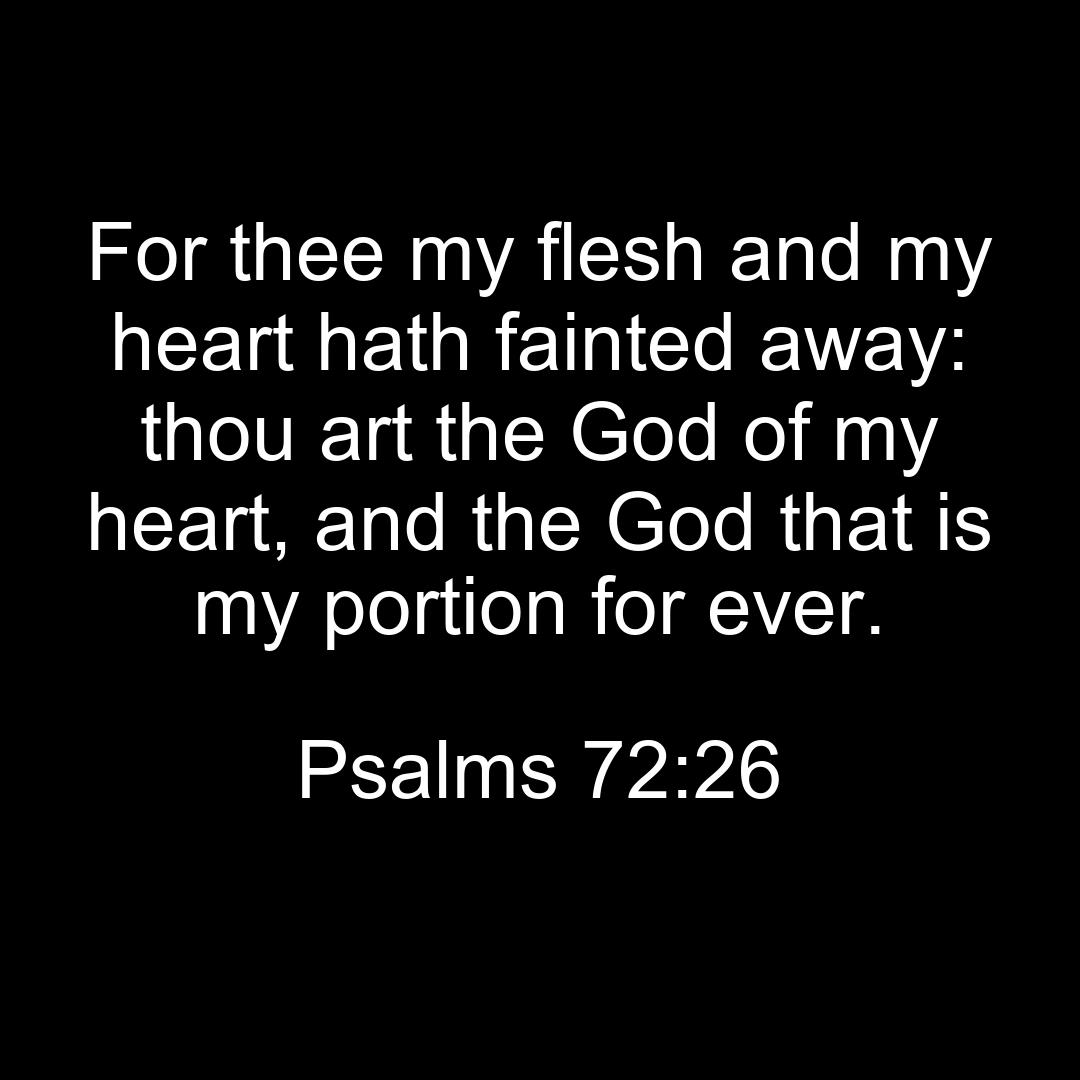 For thee my flesh and my
heart hath fainted away:
thou art the God of my
heart, and the God that is
my portion for ever.
Psalms 72:26